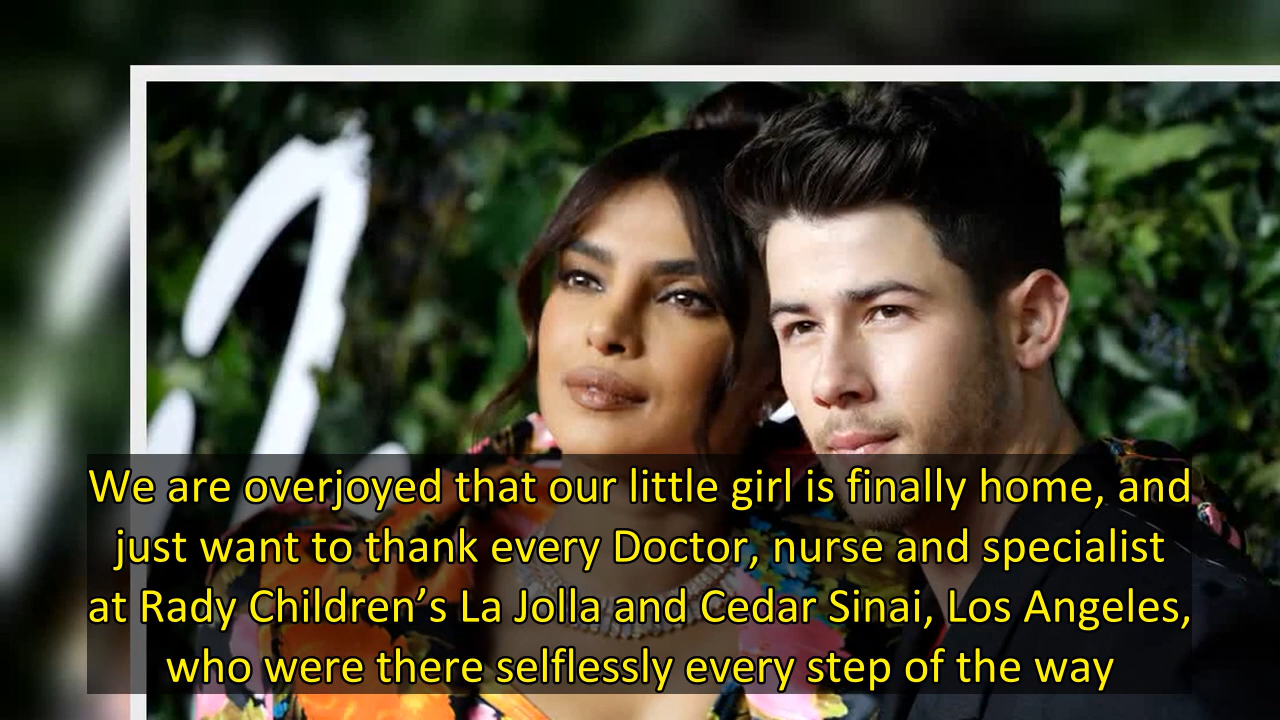 We are overjoyed that our little girl is finally home, and
just want to thank every Doctor, nurse and specialist
at Rady Children’s La Jolla and Cedar Sinai, Los Angeles,
who were there selflessly every step of the way